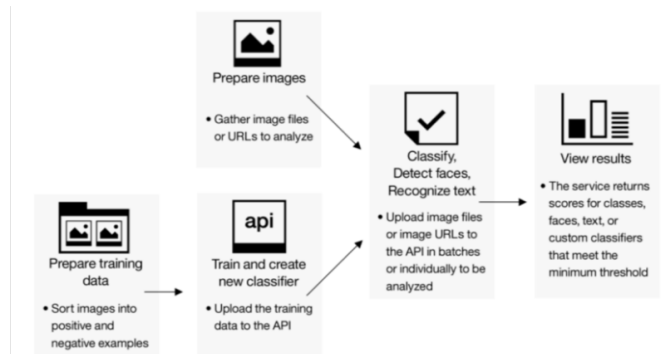 Prepare images
• Gather image files
or URLs to analyze
Prepare training
data
• Sort images into
positive and
negative examples
api
Train and create
new classifier
• Upload the training
data to the API
Classify,
Detect faces,
Recognize text
• Upload image files
or image URLs to
the API in batches
or individually to be
analyzed
View results
• The service returns
scores for classes,
faces, text, or
custom classifiers
that meet the
minimum threshold